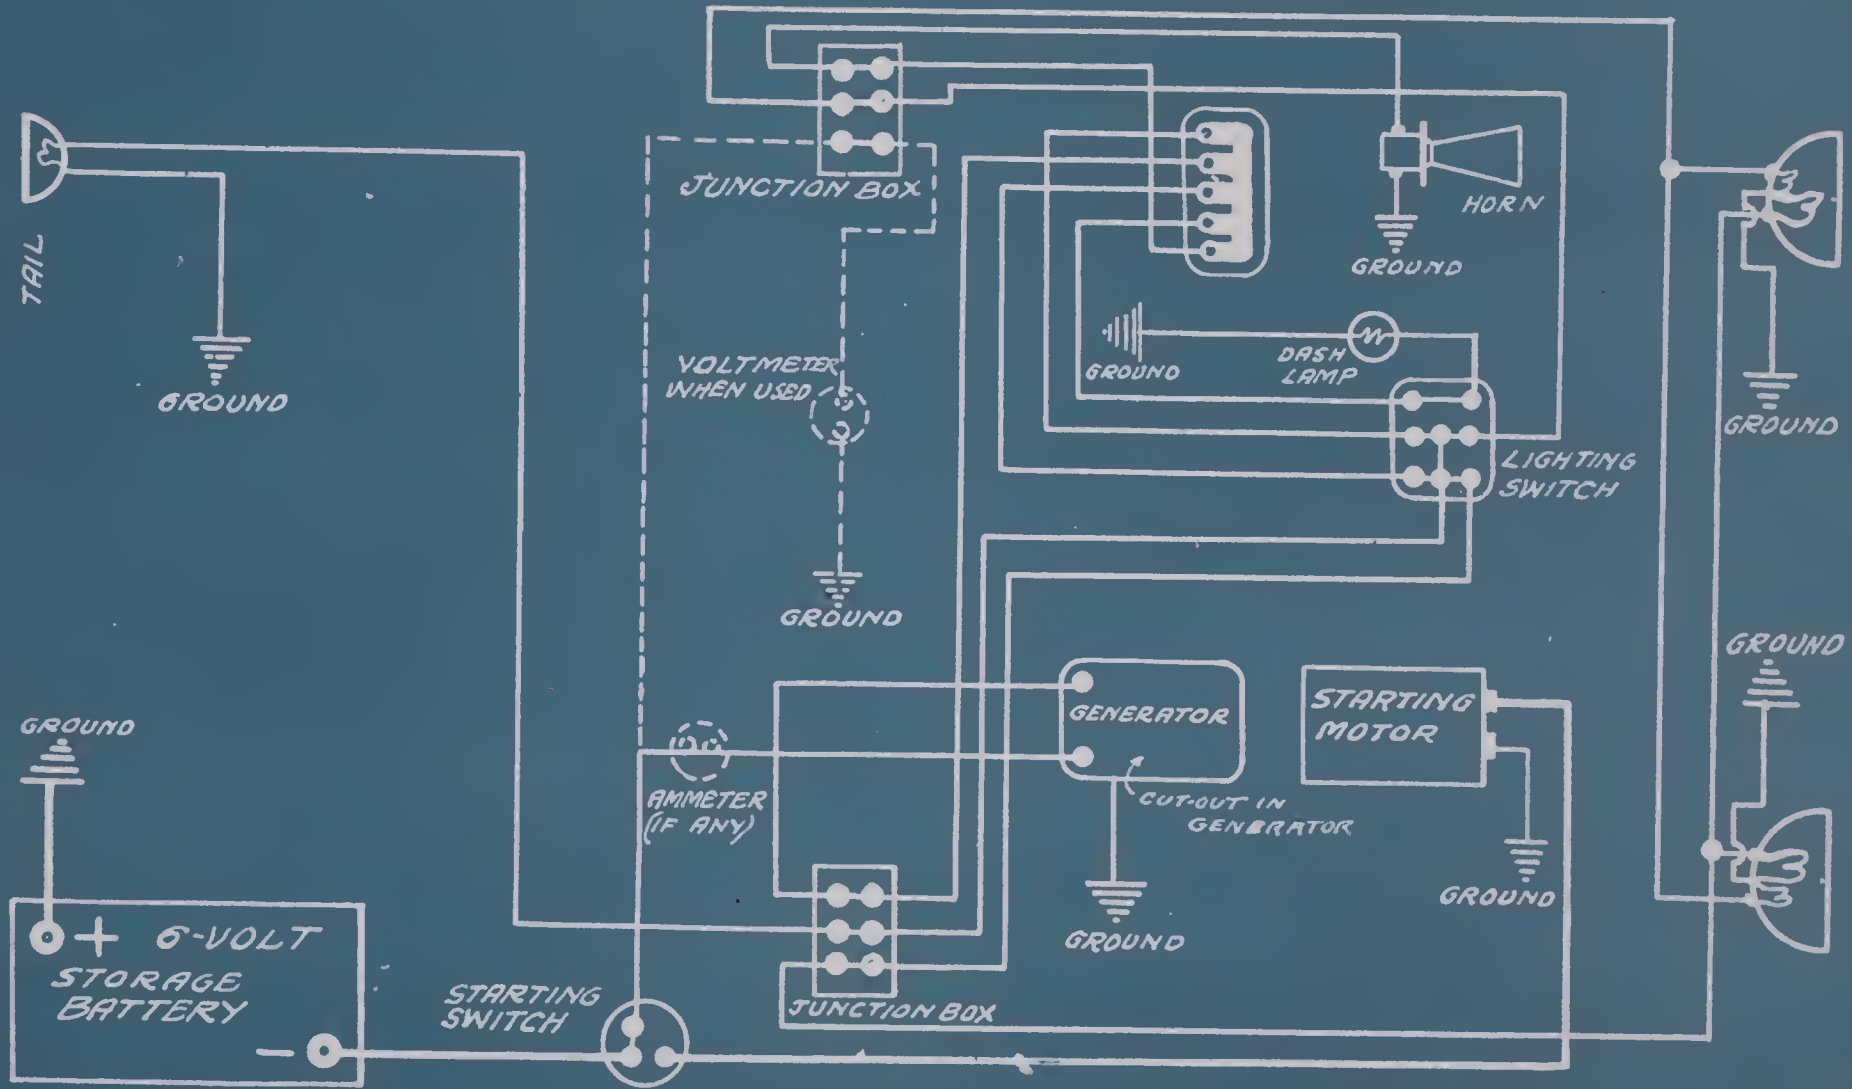 JUNCTION BOX
HORN
GROUND
TAIL
GROUND
VOLTMETER
WHEN USED
GROUND
DASH
LAMP
GROUND
LIGHTING
SWITCH
GROUND
GROUND
GENERATOR
CUT-OUT IN
GENERATOR
GROUND
STARTING
MOTOR
GROUND
GROUND
AMMETER
(IF ANY)
GROUND
+ 6-VOLT
STORAGE
BATTERY
-
STARTING
SWITCH
JUNCTION BOX